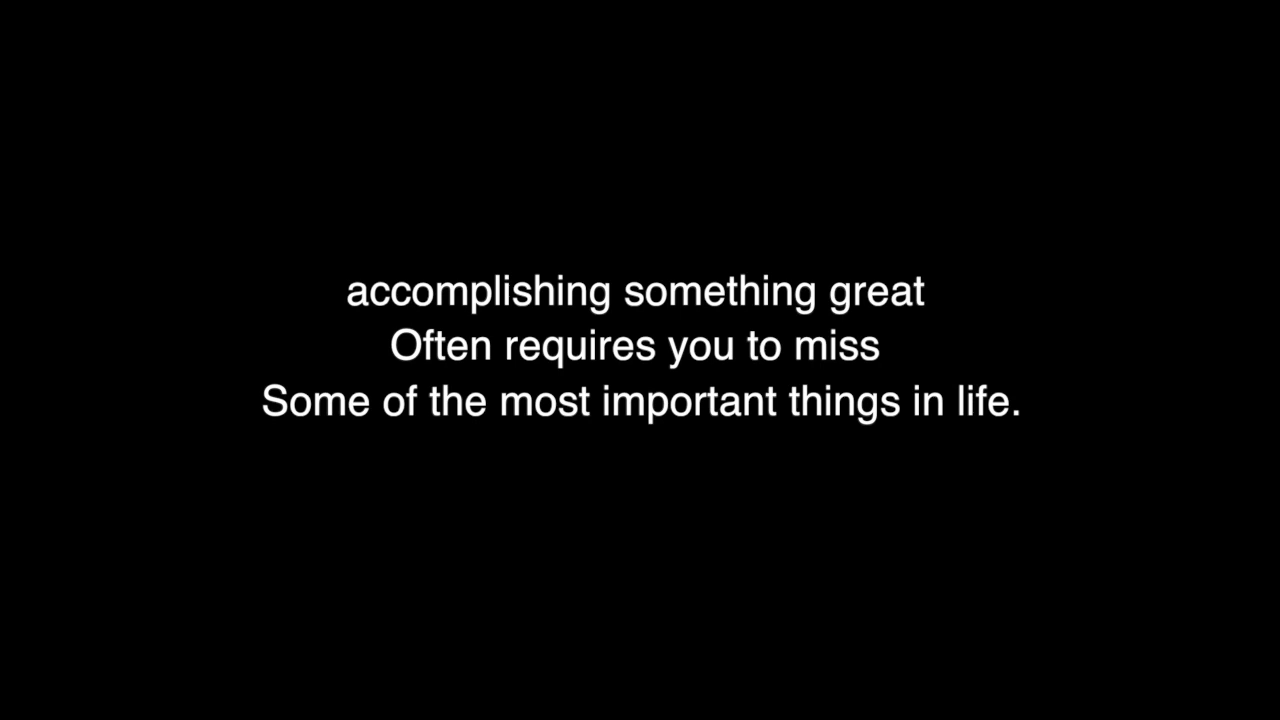 accomplishing something great
Often requires you to miss
Some of the most important things in life.